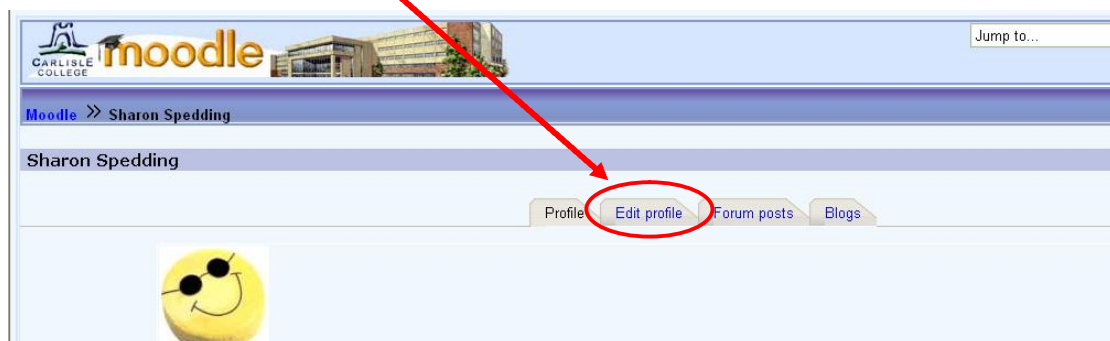 CARLISLE
COLLEGE
moodle
Jump to...
Moodle » Sharon Spedding
Sharon Spedding
Profile Edit profile Forum posts Blogs